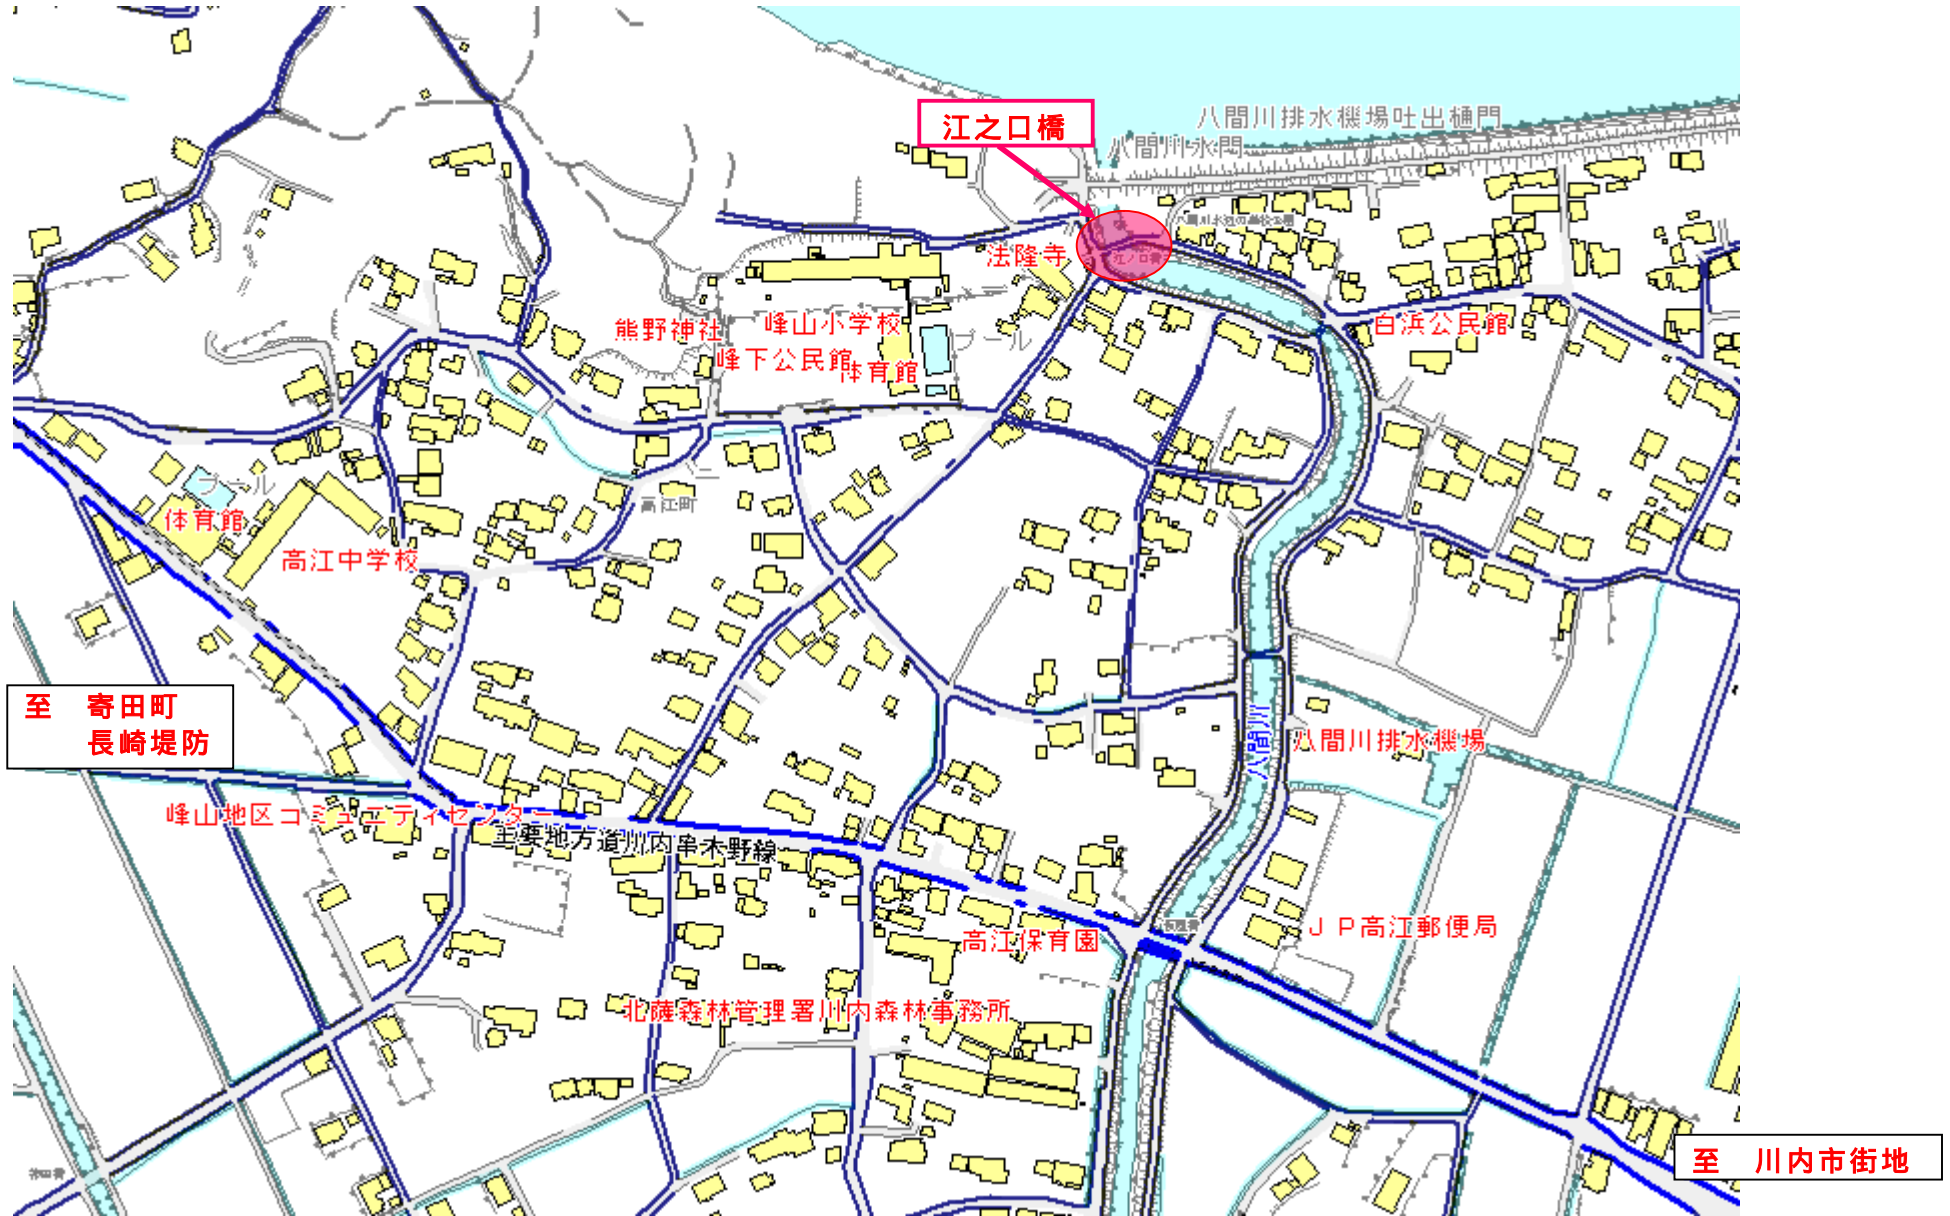 八間川排水機場吐出樋門
江之口橋
八間川水門
法隆寺
江ノ口橋
熊野神社
峰山小学校
プール
白浜公民館
峰下公民館
体育館
プール
高江町
体育館
高江中学校
至　寄田町
長崎堤防
八間川
八間川排水機場
峰山地区コミュニティセンター
主要地方道川内串木野線
高江保育園
ＪＰ高江郵便局
北薩森林管理署川内森林事務所
至　川内市街地